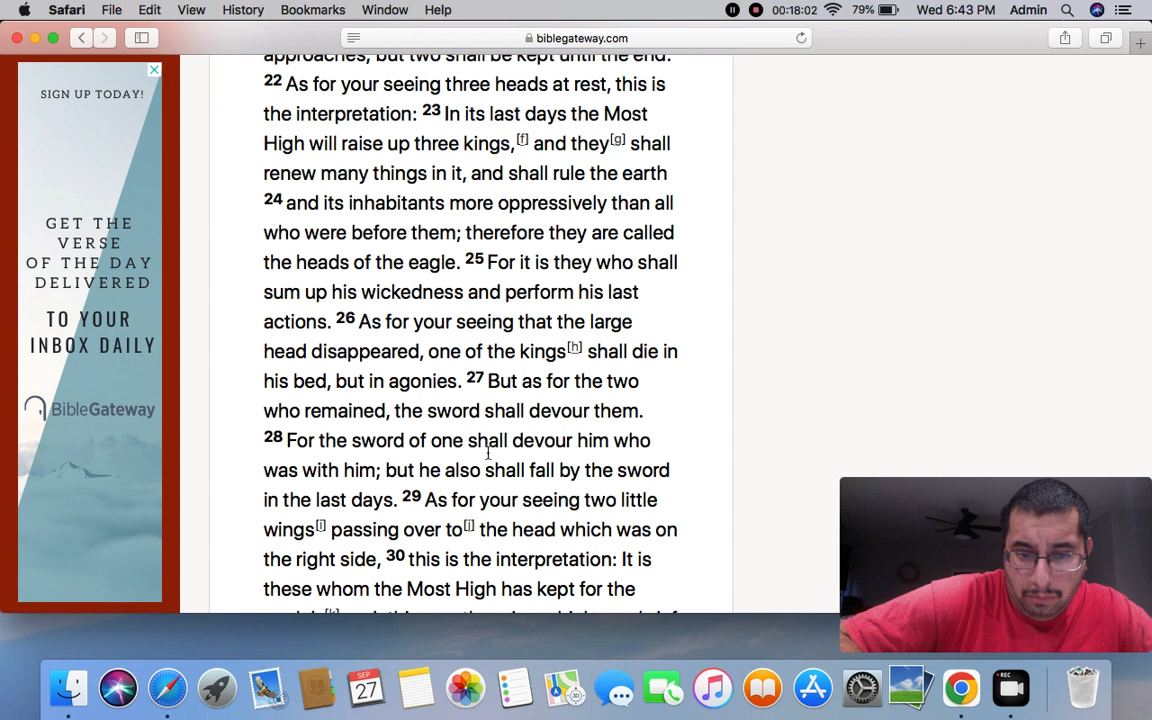 Safari File Edit View History Bookmarks Window Help 00:18:02 79% Wed 6:43 PM Admin
biblegateway.com
SIGN UP TODAY!
GET THE
VERSE
OF THE DAY
DELIVERED
TO YOUR
INBOX DAILY
BibleGateway
approaches, but two shall be kept until the end.
22 As for your seeing three heads at rest, this is
the interpretation: 23 In its last days the Most
High will raise up three kings,[f] and they[g] shall
renew many things in it, and shall rule the earth
24 and its inhabitants more oppressively than all
who were before them; therefore they are called
the heads of the eagle. 25 For it is they who shall
sum up his wickedness and perform his last
actions. 26 As for your seeing that the large
head disappeared, one of the kings[h] shall die in
his bed, but in agonies. 27 But as for the two
who remained, the sword shall devour them.
28 For the sword of one shall devour him who
was with him; but he also shall fall by the sword
in the last days. 29 As for your seeing two little
wings[i] passing over to[j] the head which was on
the right side, 30 this is the interpretation: It is
these whom the Most High has kept for the
SEP
27
REC